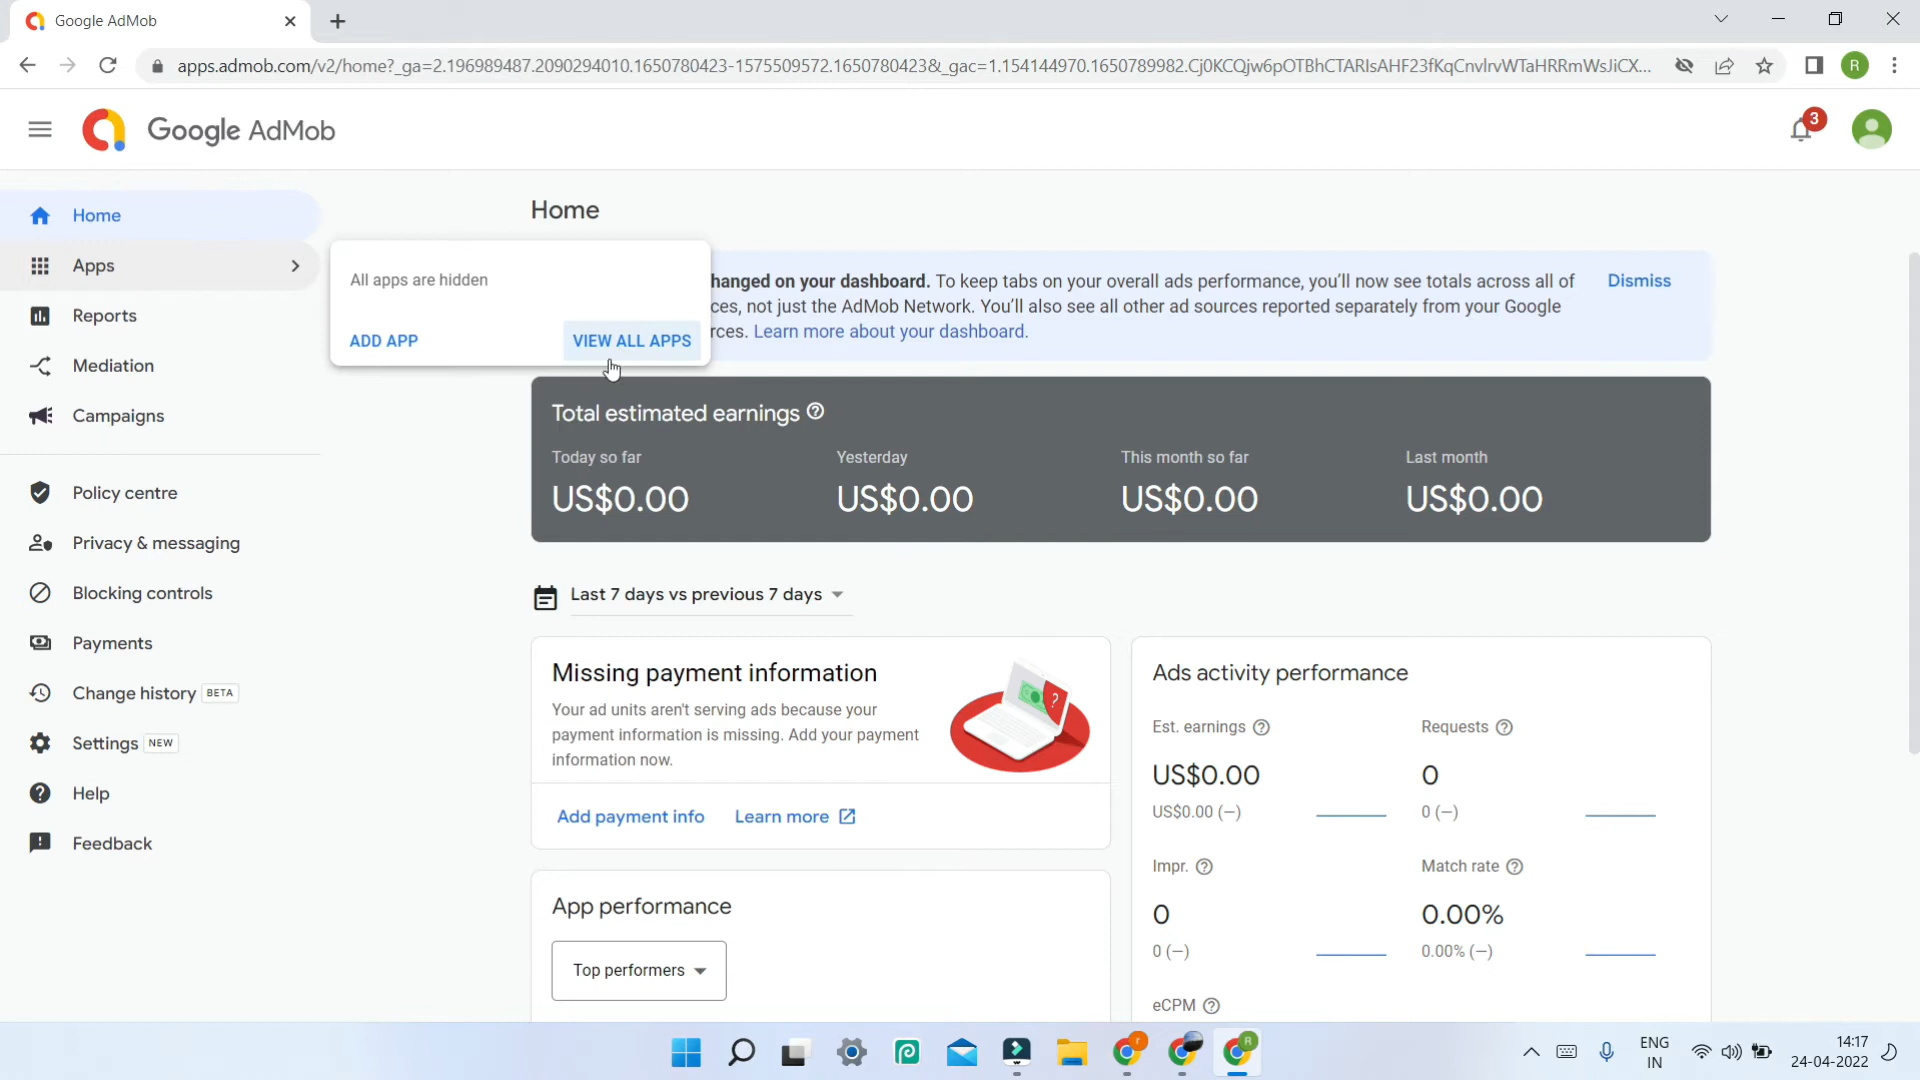 Google AdMob
apps.admob.com/v2/home?_ga=2.196989487.2090294010.1650780423-1575509572.1650780423&_gac=1.154144970.1650789982.Cj0KCQjw6pOTBhCTARIsAHF23fKqCnvlrvWTaHRRmWsJiCX...
R
Google AdMob
3
Home
Apps
Reports
Mediation
Campaigns
Policy centre
Privacy & messaging
Blocking controls
Payments
Change history BETA
Settings NEW
Help
Feedback
All apps are hidden
ADD APP
VIEW ALL APPS
Home
hanged on your dashboard. To keep tabs on your overall ads performance, you'll now see totals across all of
ces, not just the AdMob Network. You'll also see all other ad sources reported separately from your Google
rces. Learn more about your dashboard.
Dismiss
Total estimated earnings
Today so far
US$0.00
Yesterday
US$0.00
This month so far
US$0.00
Last month
US$0.00
Last 7 days vs previous 7 days
Missing payment information
Your ad units aren't serving ads because your
payment information is missing. Add your payment
information now.
Add payment info
Learn more
App performance
Top performers
Ads activity performance
Est. earnings
US$0.00
US$0.00 (—)
Requests
0
0 (—)
Impr.
0
0 (—)
Match rate
0.00%
0.00% (—)
eCPM
ENG
IN
14:17
24-04-2022